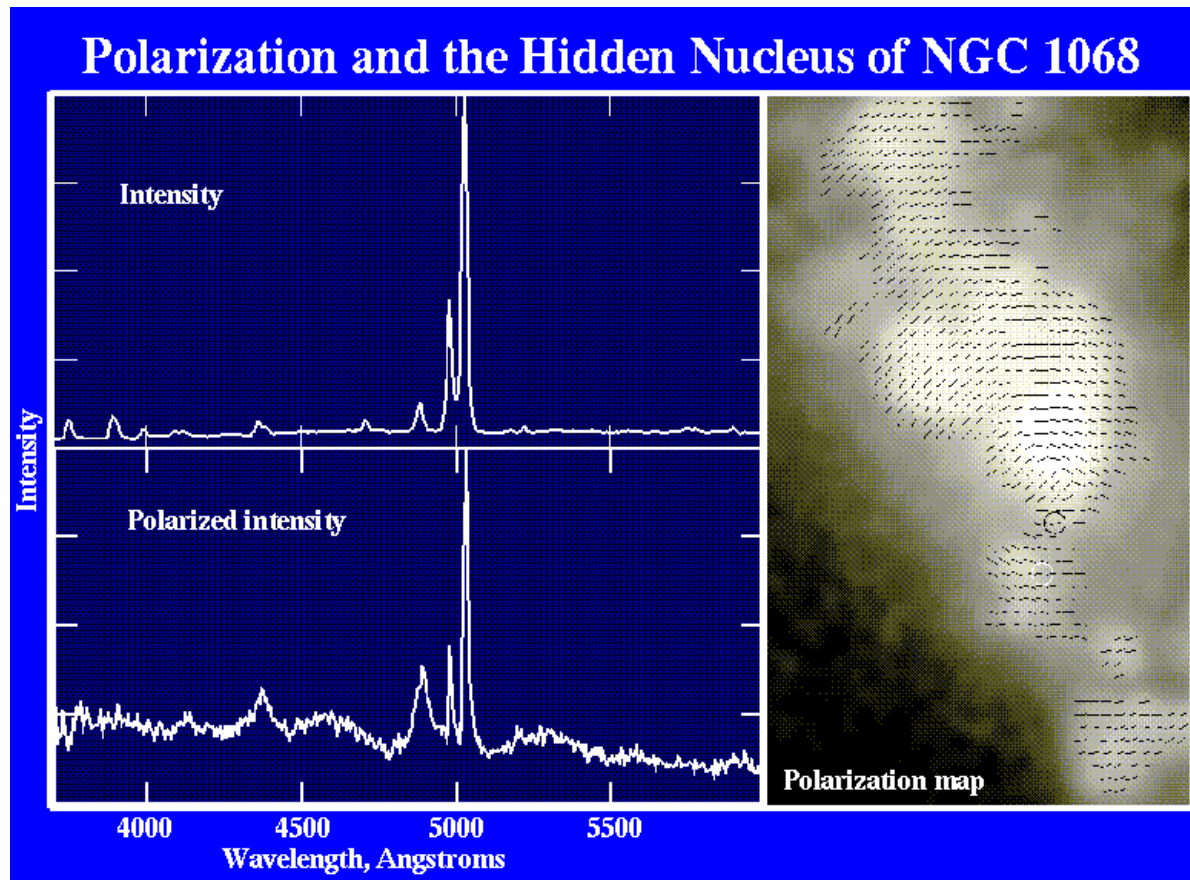 Polarization and the Hidden Nucleus of NGC 1068
Intensity
Intensity
Polarized intensity
4000 4500 5000 5500
Wavelength, Angstroms
Polarization map